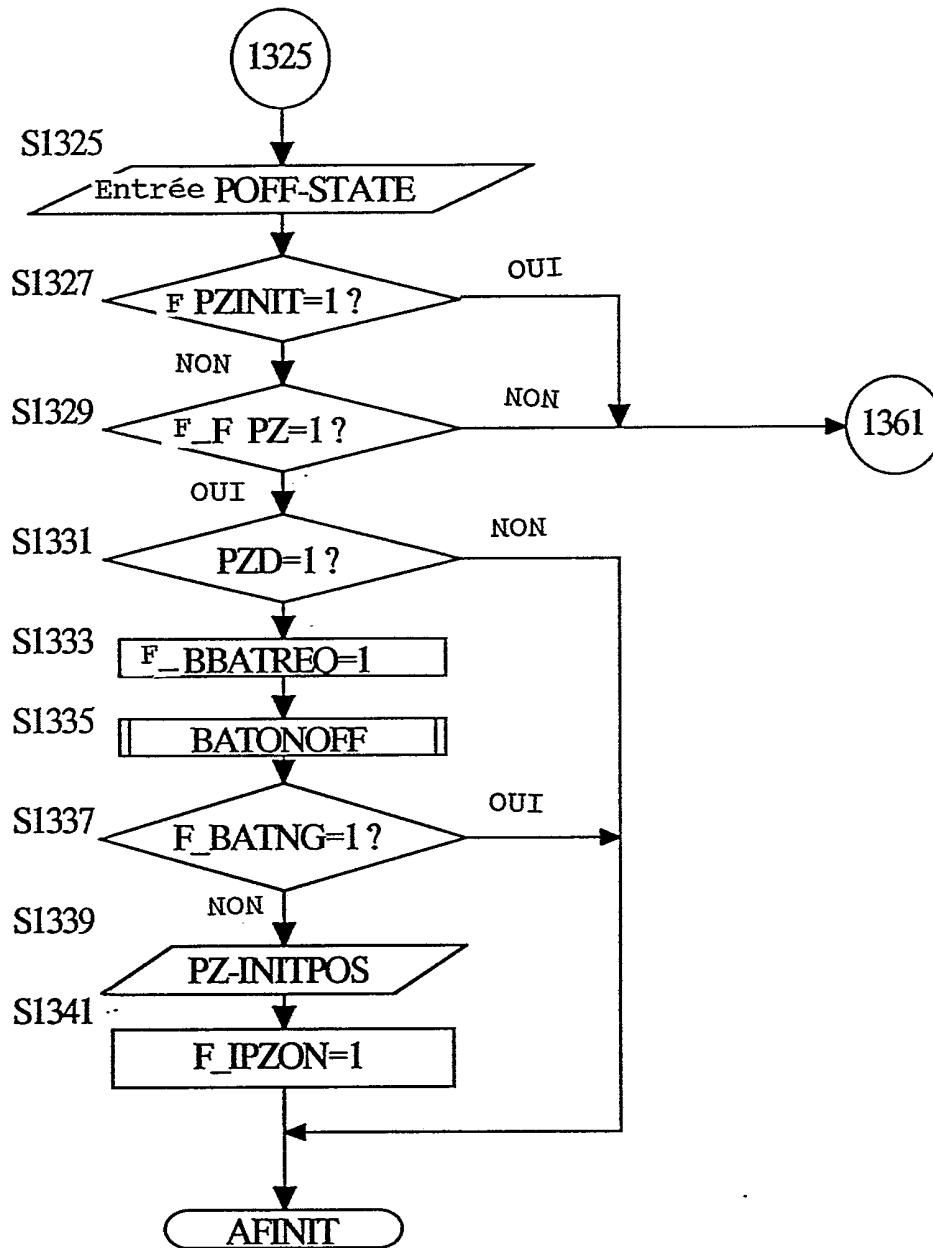 1325
S1325
Entrée POFF-STATE
S1327
F PZINIT=1 ?
OUI
NON
S1329
F_F PZ=1 ?
NON
1361
OUI
S1331
PZD=1 ?
NON
S1333
F_BBATREQ=1
S1335
BATONOFF
S1337
F_BATNG=1 ?
OUI
NON
S1339
PZ-INITPOS
S1341
F_IPZON=1
AFINIT